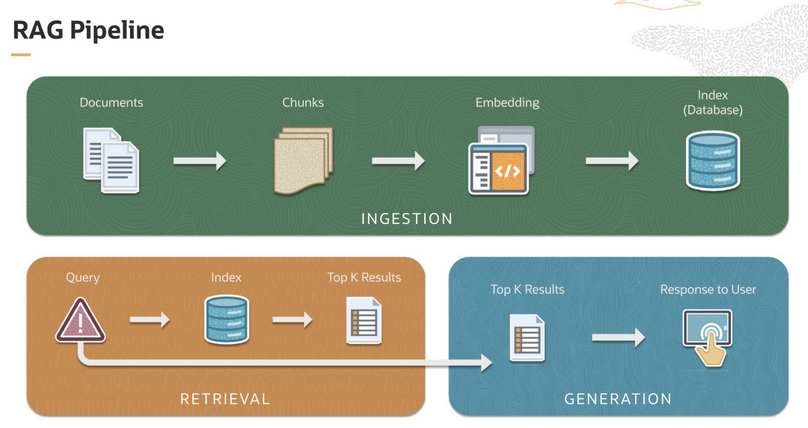 RAG Pipeline
Documents
Chunks
Embedding
Index
(Database)
</>
INGESTION
Query
Index
Top K Results
!
RETRIEVAL
Top K Results
Response to User
GENERATION